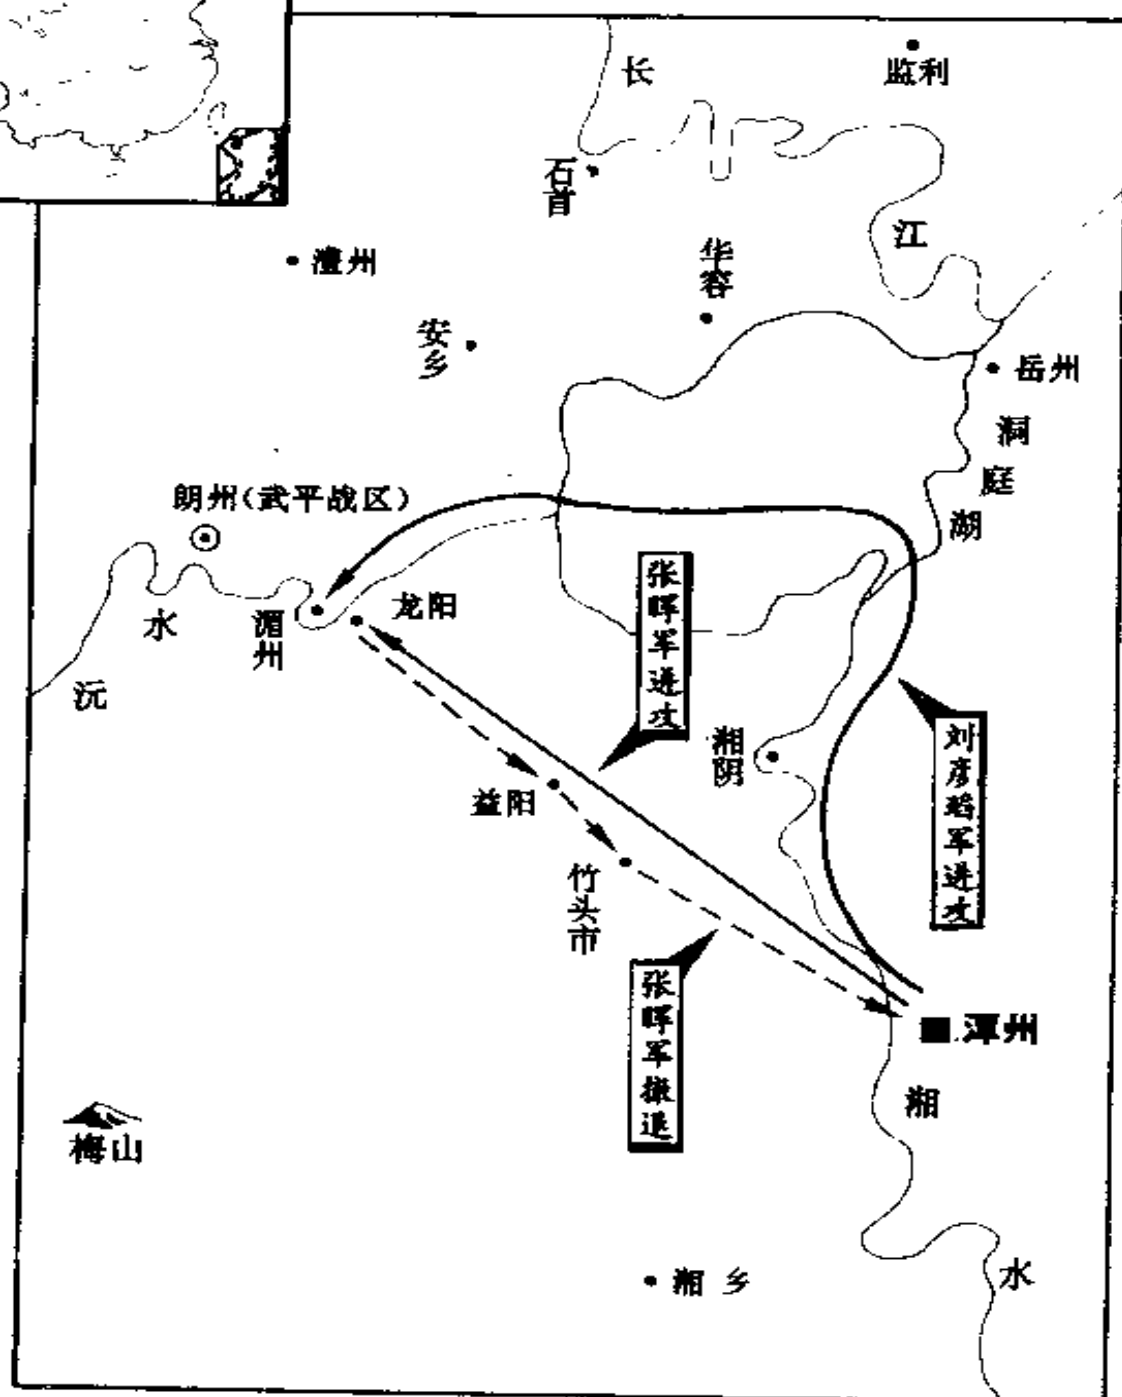 长
江
监利
石首
华容
澧州
安乡
岳州
洞庭湖
朗州(武平战区)
沅
水
湄州
龙阳
张晖军进攻
湘阴
刘彦瑫军进攻
益阳
竹头市
张晖军撤退
潭州
湘
水
梅山
湘乡